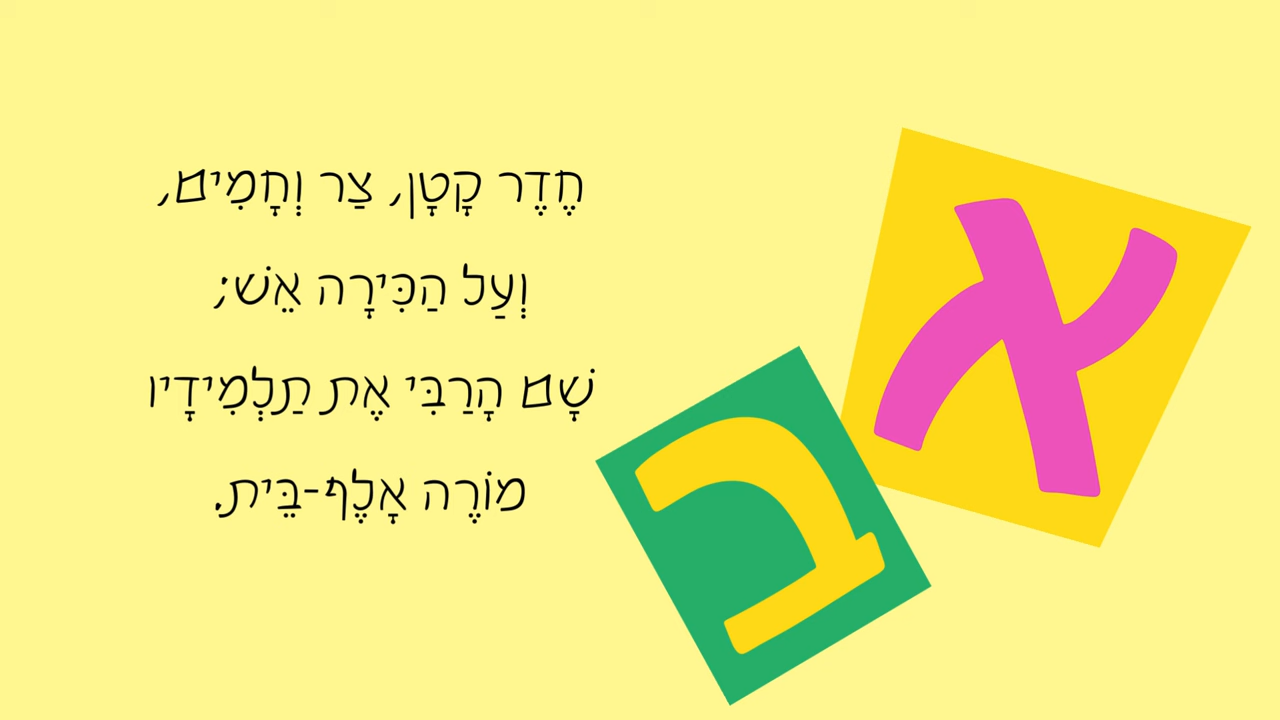 חֶדֶר קָטָן, צַר וְחָמִים,
וְעַל הַכִּירָה אֵשׁ;
שָׁם הָרַבִּי אֶת תַלְמִידָיו
מוֹרֶה אָלֶף-בֵּית.
א
ב